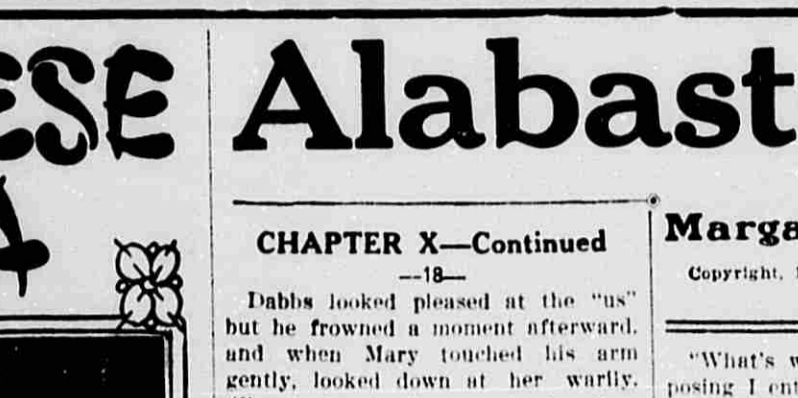 ESE
A
Alabast
CHAPTER X—Continued
—18—
Dabbs looked pleased at the "us"
but he frowned a moment afterward,
and when Mary touched his arm
gently, looked down at her warily.
Marga
Copyright,
"What's w
posing I ent